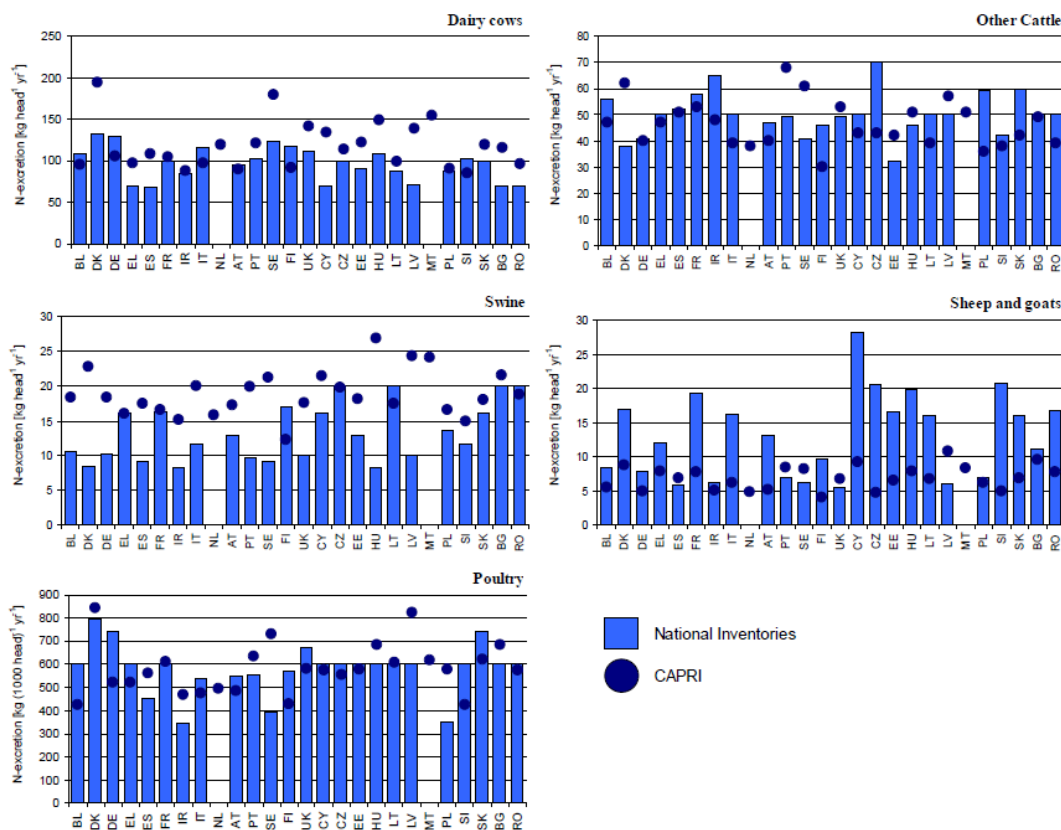 Dairy cows
N-excretion [kg head⁻¹ yr⁻¹]
250
200
150
100
50
0
BL DK DE EL ES FR IR IT NL AT PT SE FI UK CY CZ EE HU LT LV MT PL SI SK BG RO
Other Cattle
N-excretion [kg head⁻¹ yr⁻¹]
80
70
60
50
40
30
20
10
0
BL DK DE EL ES FR IR IT NL AT PT SE FI UK CY CZ EE HU LT LV MT PL SI SK BG RO
Swine
N-excretion [kg head⁻¹ yr⁻¹]
30
25
20
15
10
5
0
BL DK DE EL ES FR IR IT NL AT PT SE FI UK CY CZ EE HU LT LV MT PL SI SK BG RO
Sheep and goats
N-excretion [kg head⁻¹ yr⁻¹]
30
25
20
15
10
5
0
BL DK DE EL ES FR IR IT NL AT PT SE FI UK CY CZ EE HU LT LV MT PL SI SK BG RO
Poultry
N-excretion [kg (1000 head)⁻¹ yr⁻¹]
900
800
700
600
500
400
300
200
100
0
BL DK DE EL ES FR IR IT NL AT PT SE FI UK CY CZ EE HU LT LV MT PL SI SK BG RO
National Inventories
CAPRI